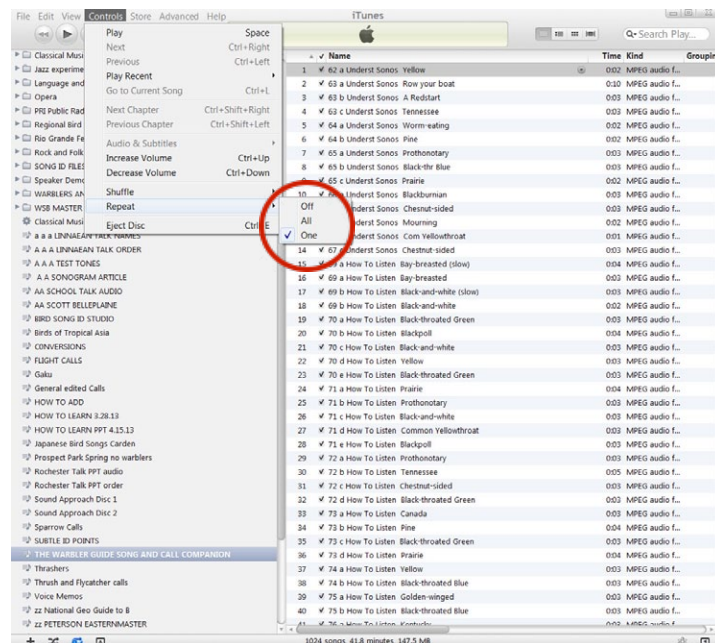 File Edit View Controls Store Advanced Help
iTunes
Search Play...
Play Space
Next Ctrl+Right
Previous Ctrl+Left
Play Recent
Go to Current Song Ctrl+L
Next Chapter Ctrl+Shift+Right
Previous Chapter Ctrl+Shift+Left
Audio & Subtitles
Increase Volume Ctrl+Up
Decrease Volume Ctrl+Down
Shuffle
Repeat
Eject Disc
Off
All
One
Classical Musi
Jazz experime
Language and
Opera
PRI Public Rad
Regional Bird
Rio Grande Fe
Rock and Folk
SONG ID FILES
Speaker Demo
WARBLERS AN
WSB MASTER
Classical Musi
a a a LINNAEAN TALK NAMES
A A A LINNAEAN TALK ORDER
A A A TEST TONES
A A SONOGRAM ARTICLE
AA SCHOOL TALK AUDIO
AA SCOTT BELLEPLAINE
BIRD SONG ID STUDIO
Birds of Tropical Asia
CONVERSIONS
FLIGHT CALLS
Gaku
General edited Calls
HOW TO ADD
HOW TO LEARN 3.28.13
HOW TO LEARN PPT 4.15.13
Japanese Bird Songs Carden
Prospect Park Spring no warblers
Rochester Talk PPT audio
Rochester Talk PPT order
Sound Approach Disc 1
Sound Approach Disc 2
Sparrow Calls
SUBTLE ID POINTS
THE WARBLER GUIDE SONG AND CALL COMPANION
Thrashers
Thrush and Flycatcher calls
Voice Memos
zz National Geo Guide to B
zz PETERSON EASTERNMASTER
Name Time Kind Groupin
1 62 a Underst Sonos Yellow 0:02 MPEG audio f...
2 63 a Underst Sonos Row your boat 0:10 MPEG audio f...
3 63 b Underst Sonos A Redstart 0:03 MPEG audio f...
4 63 c Underst Sonos Tennessee 0:03 MPEG audio f...
5 64 a Underst Sonos Worm-eating 0:02 MPEG audio f...
6 64 b Underst Sonos Pine 0:02 MPEG audio f...
7 65 a Underst Sonos Prothonotary 0:03 MPEG audio f...
8 65 b Underst Sonos Black-thr Blue 0:03 MPEG audio f...
9 65 c Underst Sonos Prairie 0:02 MPEG audio f...
10 Underst Sonos Blackburnian 0:03 MPEG audio f...
Underst Sonos Chesnut-sided 0:03 MPEG audio f...
Underst Sonos Mourning 0:02 MPEG audio f...
Underst Sonos Com Yellowthroat 0:01 MPEG audio f...
14 67 Underst Sonos Chestnut-sided 0:03 MPEG audio f...
15 a How To Listen Bay-breasted (slow) 0:04 MPEG audio f...
16 69 a How To Listen Bay-breasted 0:03 MPEG audio f...
17 69 b How To Listen Black-and-white (slow) 0:03 MPEG audio f...
18 69 b How To Listen Black-and-white 0:02 MPEG audio f...
19 70 a How To Listen Black-throated Green 0:03 MPEG audio f...
20 70 b How To Listen Blackpoll 0:04 MPEG audio f...
21 70 c How To Listen Black-and-white 0:03 MPEG audio f...
22 70 d How To Listen Yellow 0:03 MPEG audio f...
23 70 e How To Listen Black-throated Green 0:03 MPEG audio f...
24 71 a How To Listen Prairie 0:04 MPEG audio f...
25 71 b How To Listen Prothonotary 0:03 MPEG audio f...
26 71 c How To Listen Black-and-white 0:03 MPEG audio f...
27 71 d How To Listen Common Yellowthroat 0:03 MPEG audio f...
28 71 e How To Listen Blackpoll 0:03 MPEG audio f...
29 72 a How To Listen Prothonotary 0:03 MPEG audio f...
30 72 b How To Listen Tennessee 0:05 MPEG audio f...
31 72 c How To Listen Chestnut-sided 0:03 MPEG audio f...
32 72 d How To Listen Black-throated Green 0:03 MPEG audio f...
33 73 a How To Listen Canada 0:03 MPEG audio f...
34 73 b How To Listen Pine 0:04 MPEG audio f...
35 73 c How To Listen Black-throated Green 0:03 MPEG audio f...
36 73 d How To Listen Prairie 0:04 MPEG audio f...
37 74 a How To Listen Yellow 0:03 MPEG audio f...
38 74 b How To Listen Black-throated Blue 0:03 MPEG audio f...
39 75 a How To Listen Golden-winged 0:03 MPEG audio f...
40 75 b How To Listen Black-throated Blue 0:03 MPEG audio f...
41 76 a How To Listen Kentucky MPEG audio f...
1024 songs, 41.8 minutes, 147.5 MB